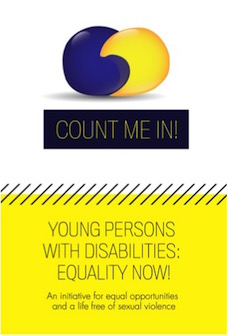 COUNT ME IN!
YOUNG PERSONS
WITH DISABILITIES:
EQUALITY NOW!
An initiative for equal opportunities
and a life free of sexual violence